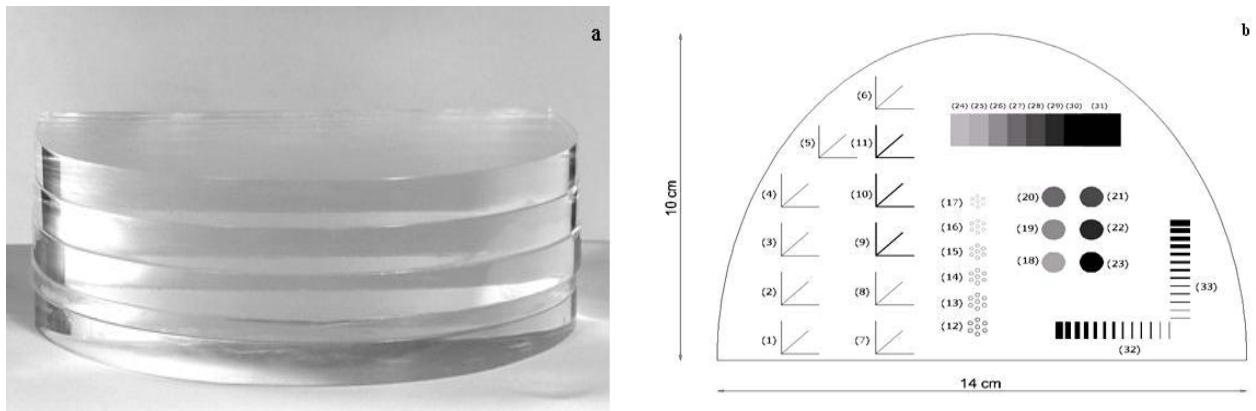 a
b
(6)
(24) (25) (26) (27) (28) (29) (30) (31)
(5) (11)
(4) (10) (17) (20) (21)
(16)
(3) (9) (19) (22)
(15)
(18) (23)
(2) (8) (14)
(33)
(13)
(12)
(1) (7)
(32)
10 cm
14 cm